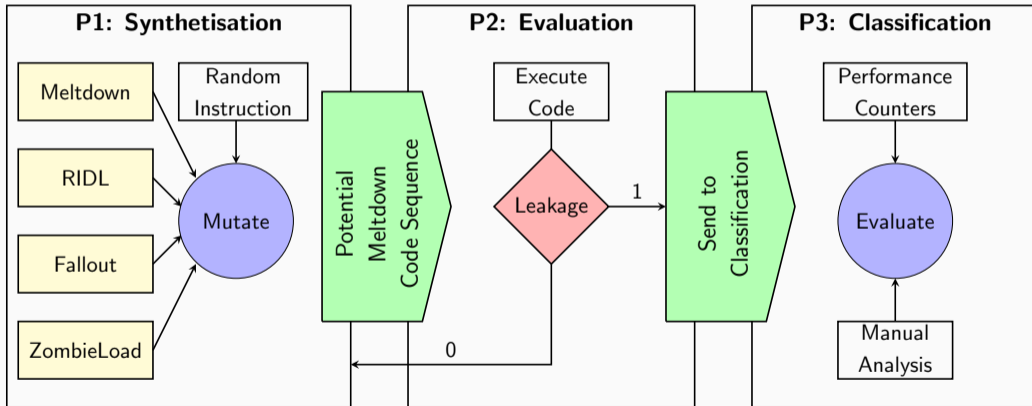 P1: Synthetisation
Meltdown
RIDL
Fallout
ZombieLoad
Random
Instruction
Mutate
Potential
Meltdown
Code Sequence
P2: Evaluation
Execute
Code
Leakage
1
0
Send to
Classification
P3: Classification
Performance
Counters
Evaluate
Manual
Analysis